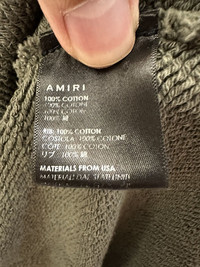 AMIRI
100% COTTON
100% COTONE
100% COTON
100% 綿
RIB: 100% COTTON
COSTOLA: 100% COTONE
CÔTE: 100% COTON
リブ: 100% 綿
MATERIALS FROM USA